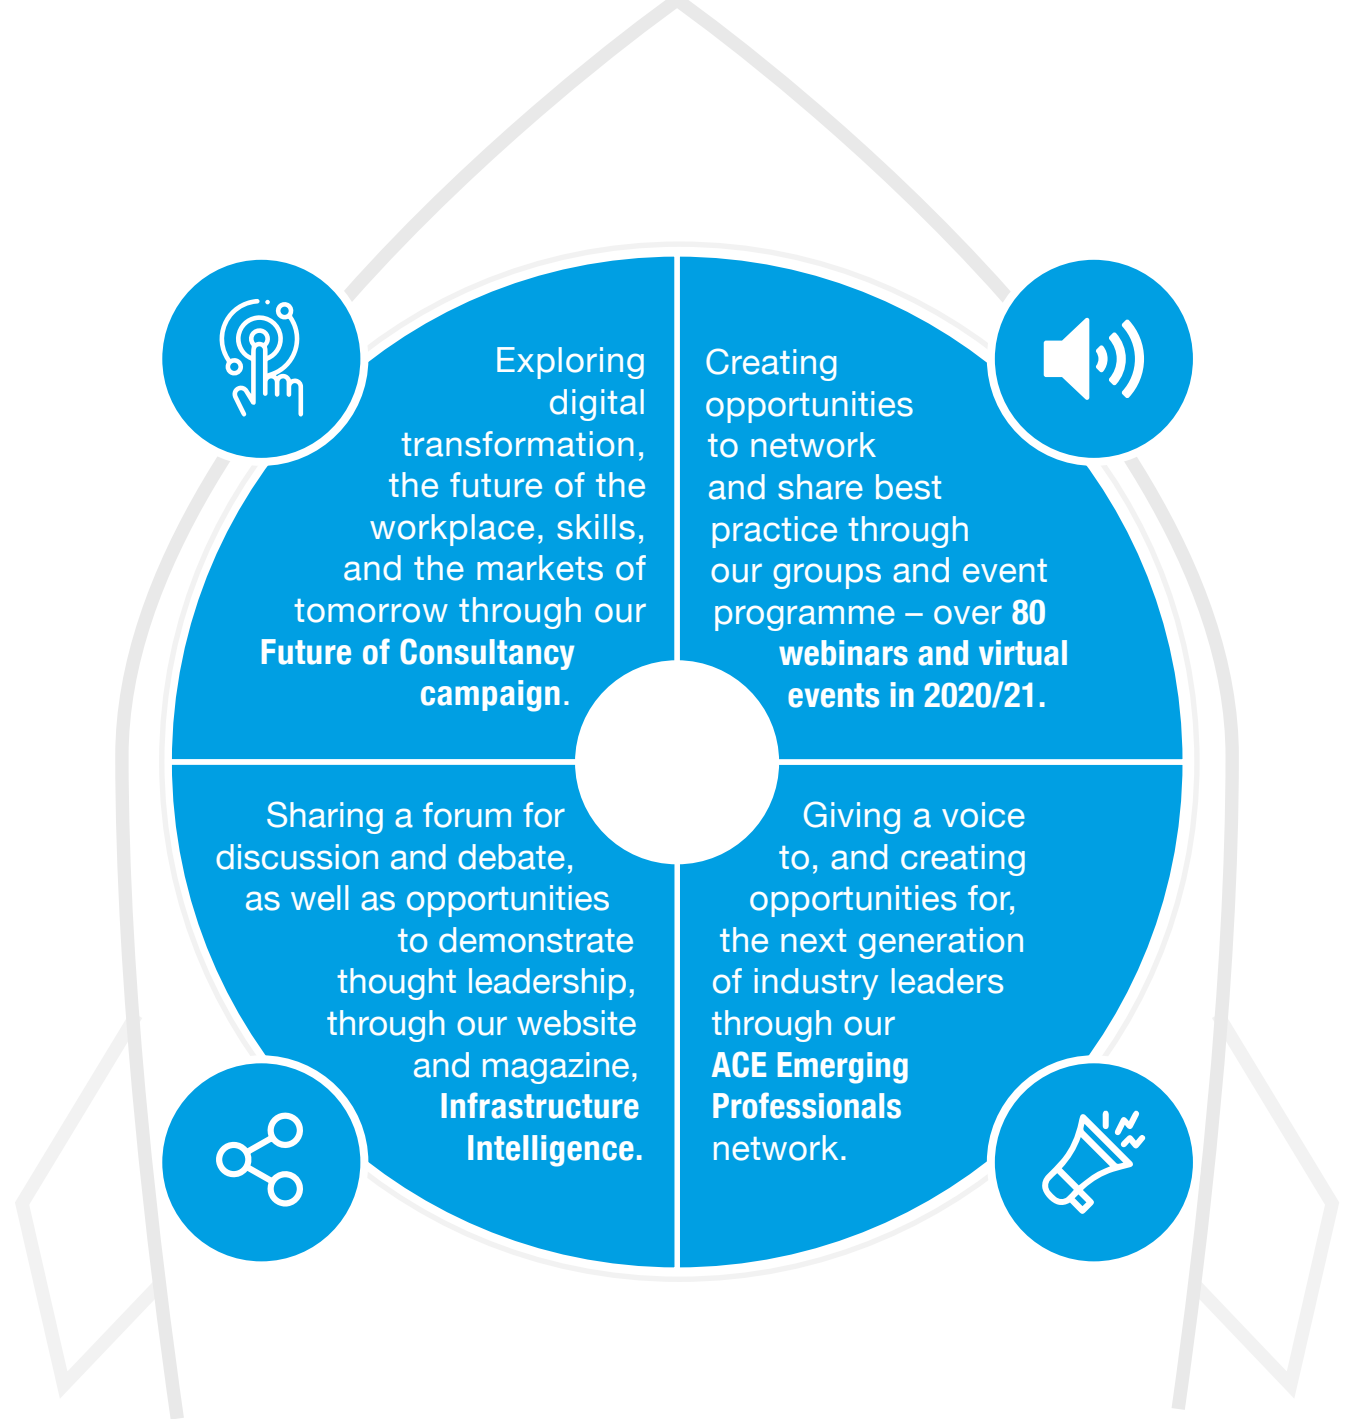 Exploring
digital
transformation,
the future of the
workplace, skills,
and the markets of
tomorrow through our
Future of Consultancy
campaign.
Creating
opportunities
to network
and share best
practice through
our groups and event
programme – over 80
webinars and virtual
events in 2020/21.
Sharing a forum for
discussion and debate,
as well as opportunities
to demonstrate
thought leadership,
through our website
and magazine,
Infrastructure
Intelligence.
Giving a voice
to, and creating
opportunities for,
the next generation
of industry leaders
through our
ACE Emerging
Professionals
network.